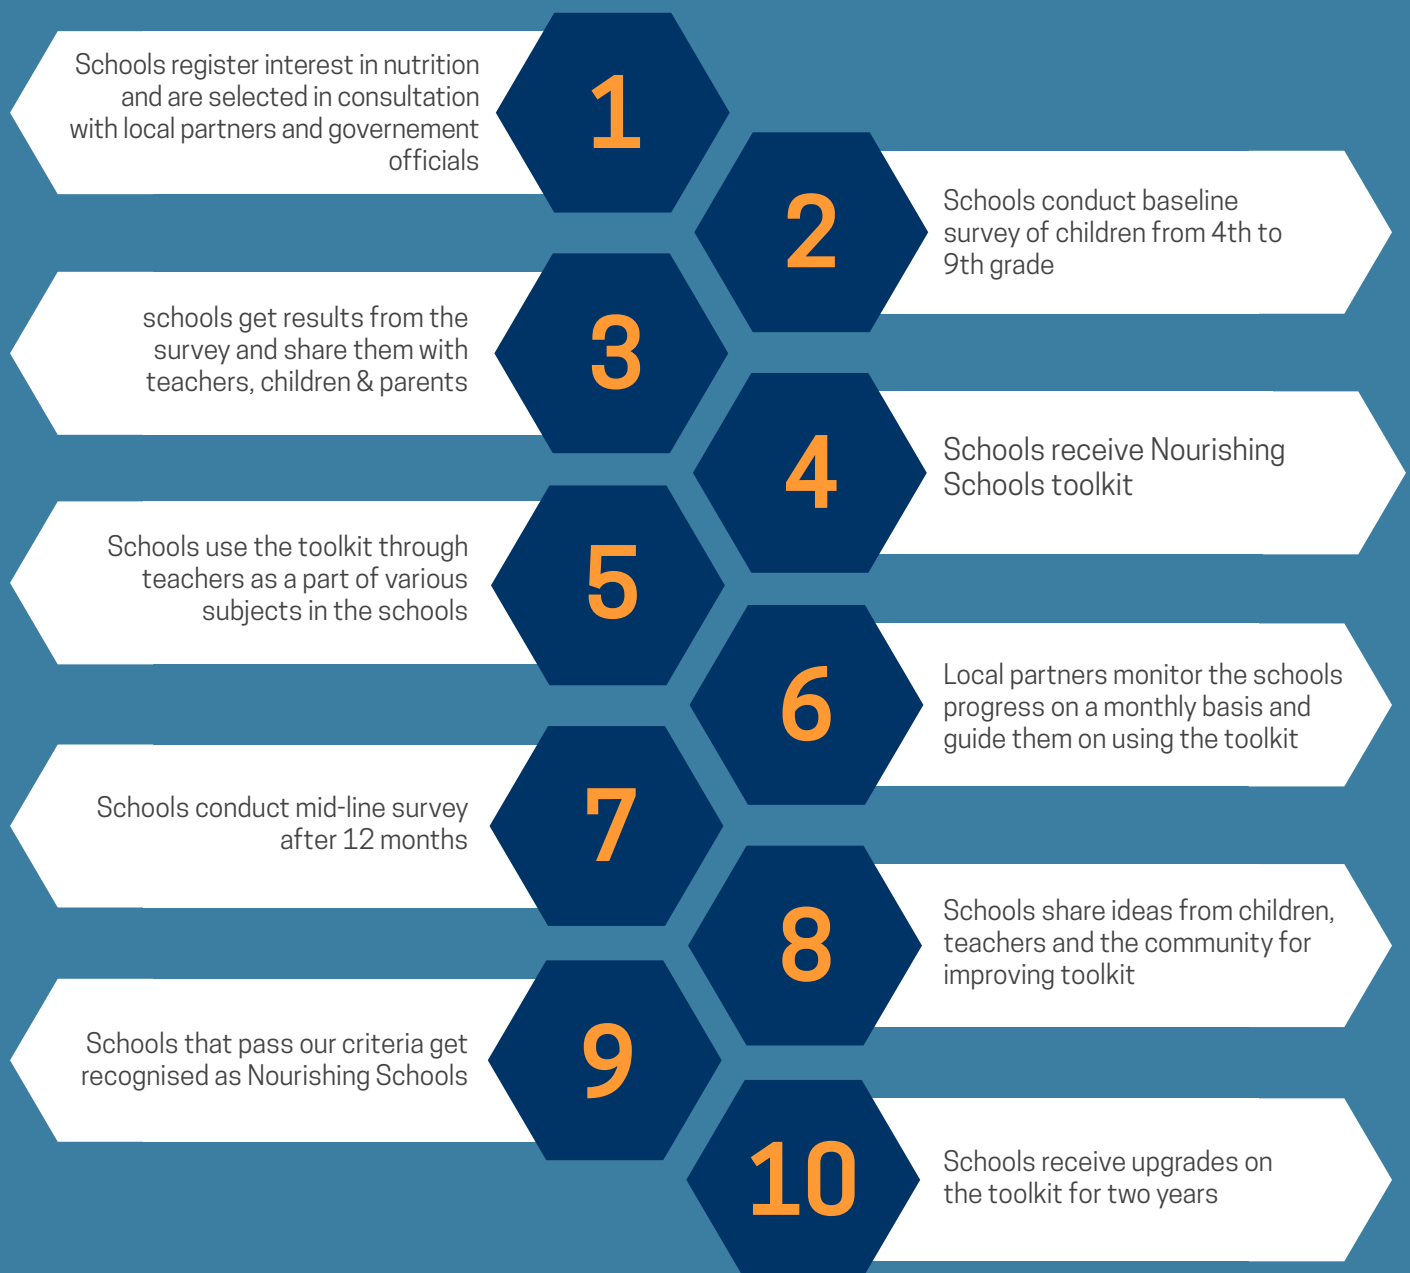 1
Schools register interest in nutrition
and are selected in consultation
with local partners and governement
officials
2
Schools conduct baseline
survey of children from 4th to
9th grade
3
schools get results from the
survey and share them with
teachers, children & parents
4
Schools receive Nourishing
Schools toolkit
5
Schools use the toolkit through
teachers as a part of various
subjects in the schools
6
Local partners monitor the schools
progress on a monthly basis and
guide them on using the toolkit
7
Schools conduct mid-line survey
after 12 months
8
Schools share ideas from children,
teachers and the community for
improving toolkit
9
Schools that pass our criteria get
recognised as Nourishing Schools
10
Schools receive upgrades on
the toolkit for two years